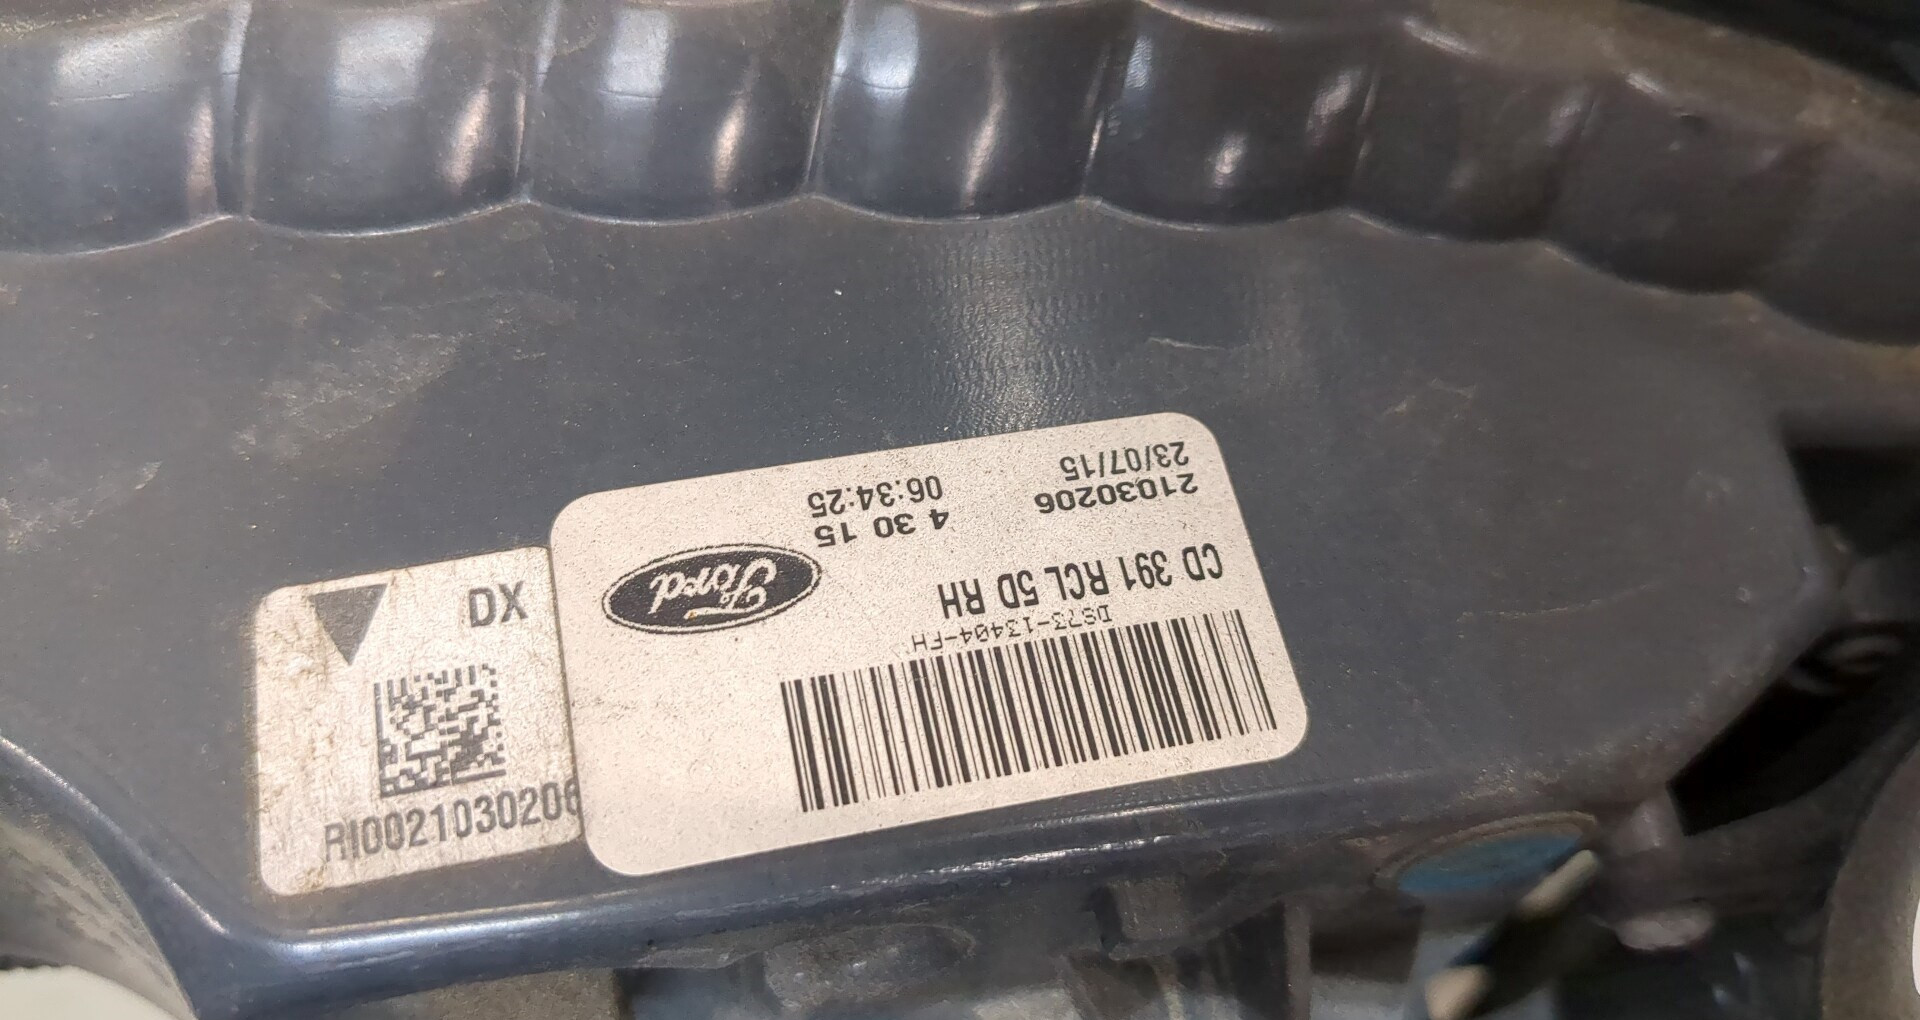 DX
RI0021030206
DS73-13404-FH
CD 391 RCL 5D RH
Ford
4 30 15
21030206
06:34:25
23/07/15